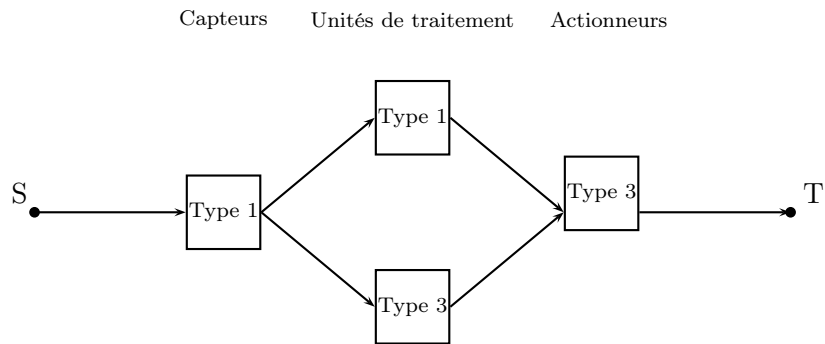 Capteurs Unités de traitement Actionneurs
Type 1
S Type 1 Type 3 T
Type 3